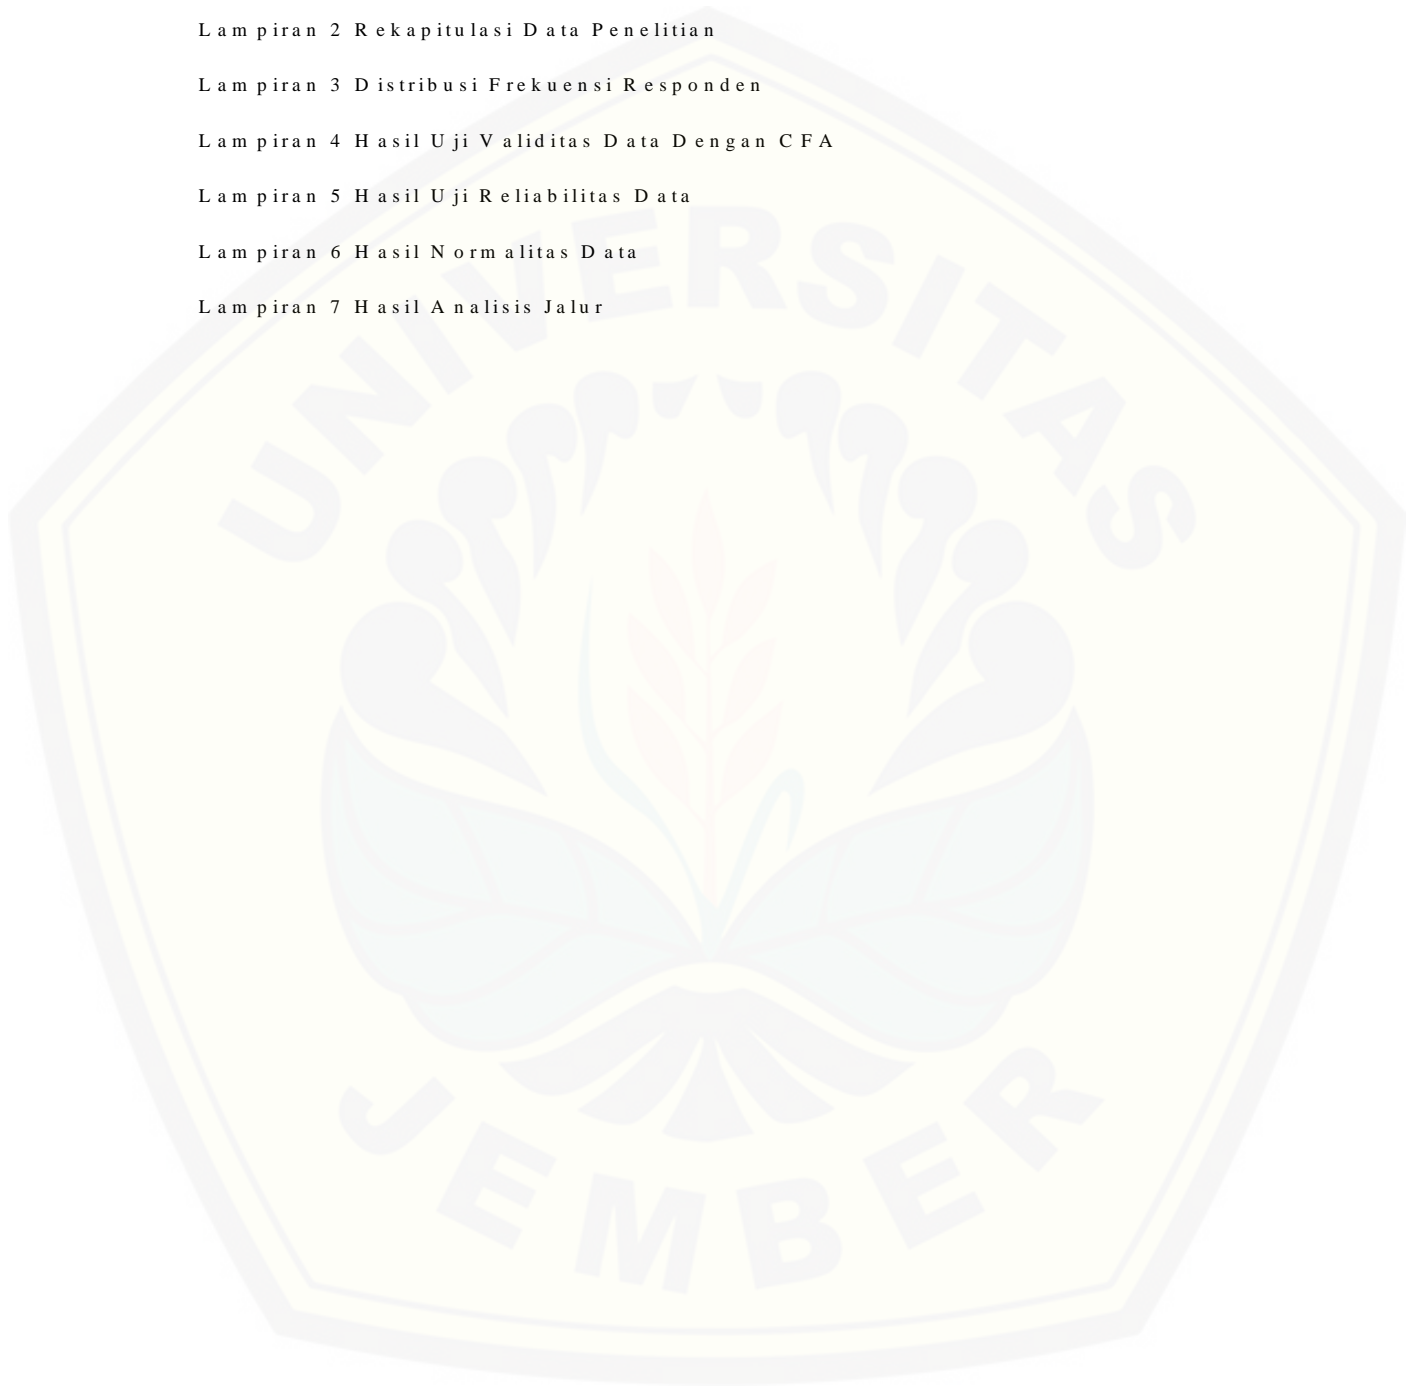 Lampiran 2 Rekapitulasi Data Penelitian
Lampiran 3 Distribusi Frekuensi Responden
Lampiran 4 Hasil Uji Validitas Data Dengan CFA
Lampiran 5 Hasil Uji Reliabilitas Data
Lampiran 6 Hasil Normalitas Data
Lampiran 7 Hasil Analisis Jalur
UNIVERSITAS
JEMBER